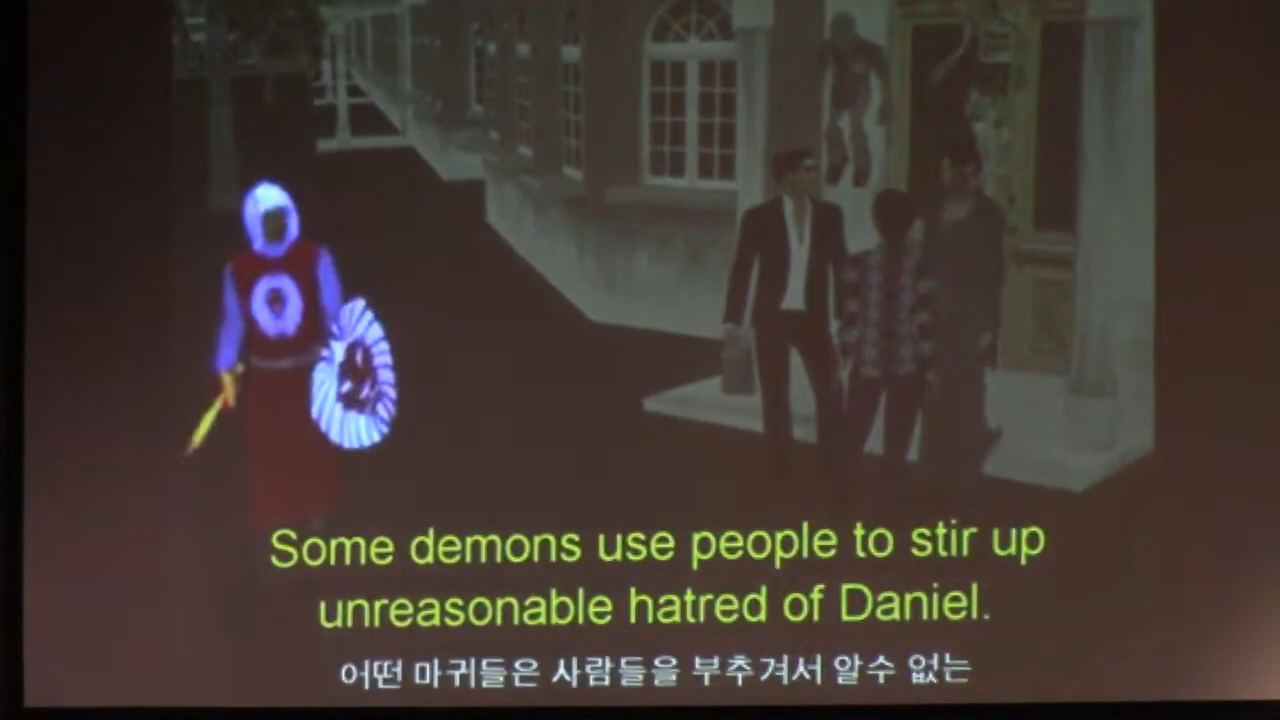 Some demons use people to stir up
unreasonable hatred of Daniel.
어떤 마귀들은 사람들을 부추겨서 알수 없는